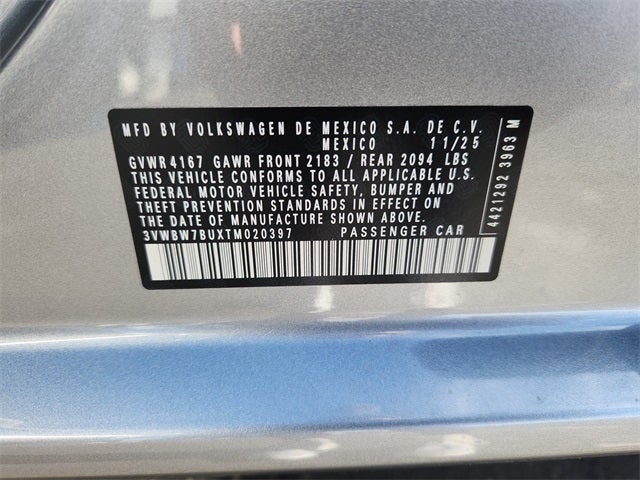 MFD BY VOLKSWAGEN DE MEXICO S.A. DE C.V.
MEXICO 11/25
GVWR 4167 GAWR FRONT 2183 / REAR 2094 LBS
THIS VEHICLE CONFORMS TO ALL APPLICABLE U.S.
FEDERAL MOTOR VEHICLE SAFETY, BUMPER AND
THEFT PREVENTION STANDARDS IN EFFECT ON
THE DATE OF MANUFACTURE SHOWN ABOVE.
3VWBW7BUXTM020397 PASSENGER CAR
4421292 3963 M